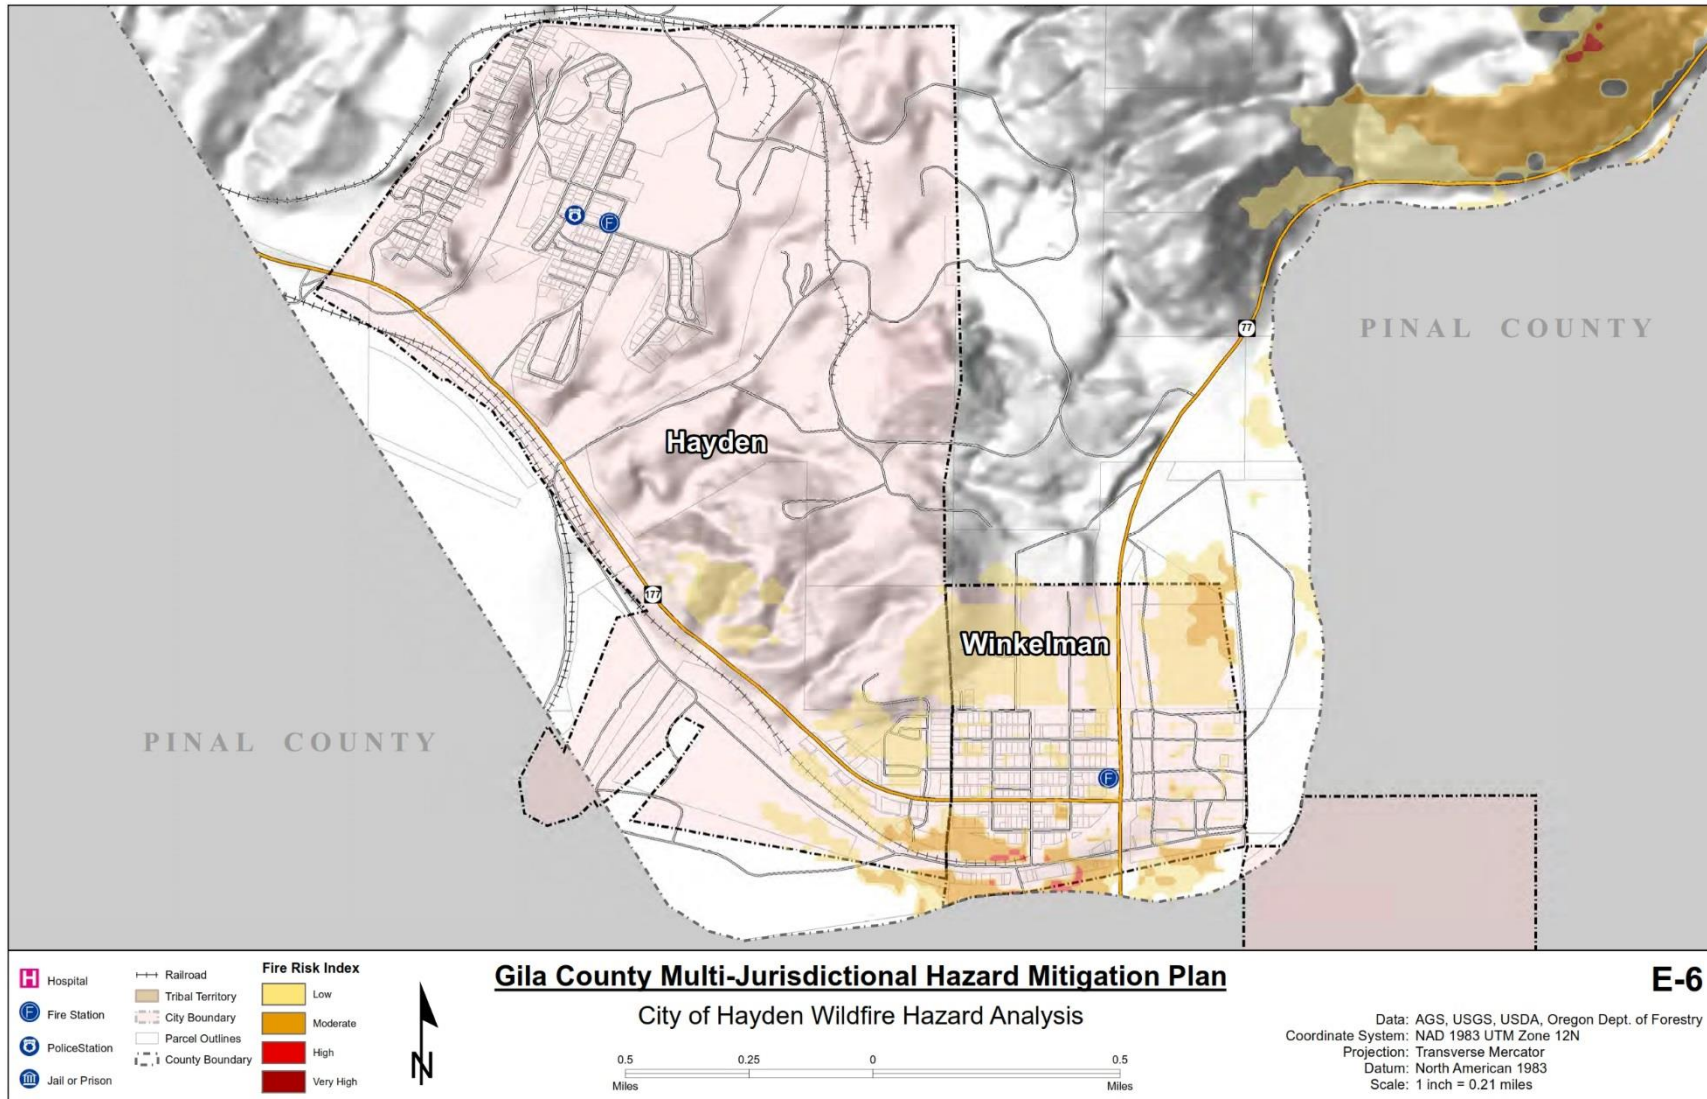 77
PINAL COUNTY
Hayden
177
Winkelman
PINAL COUNTY
Hospital
Fire Station
PoliceStation
Jail or Prison
Railroad
Tribal Territory
City Boundary
Parcel Outlines
County Boundary
Fire Risk Index
Low
Moderate
High
Very High
N
Gila County Multi-Jurisdictional Hazard Mitigation Plan
City of Hayden Wildfire Hazard Analysis
0.5 0.25 0 0.5
Miles Miles
E-6
Data: AGS, USGS, USDA, Oregon Dept. of Forestry
Coordinate System: NAD 1983 UTM Zone 12N
Projection: Transverse Mercator
Datum: North American 1983
Scale: 1 inch = 0.21 miles
F
F
H
F